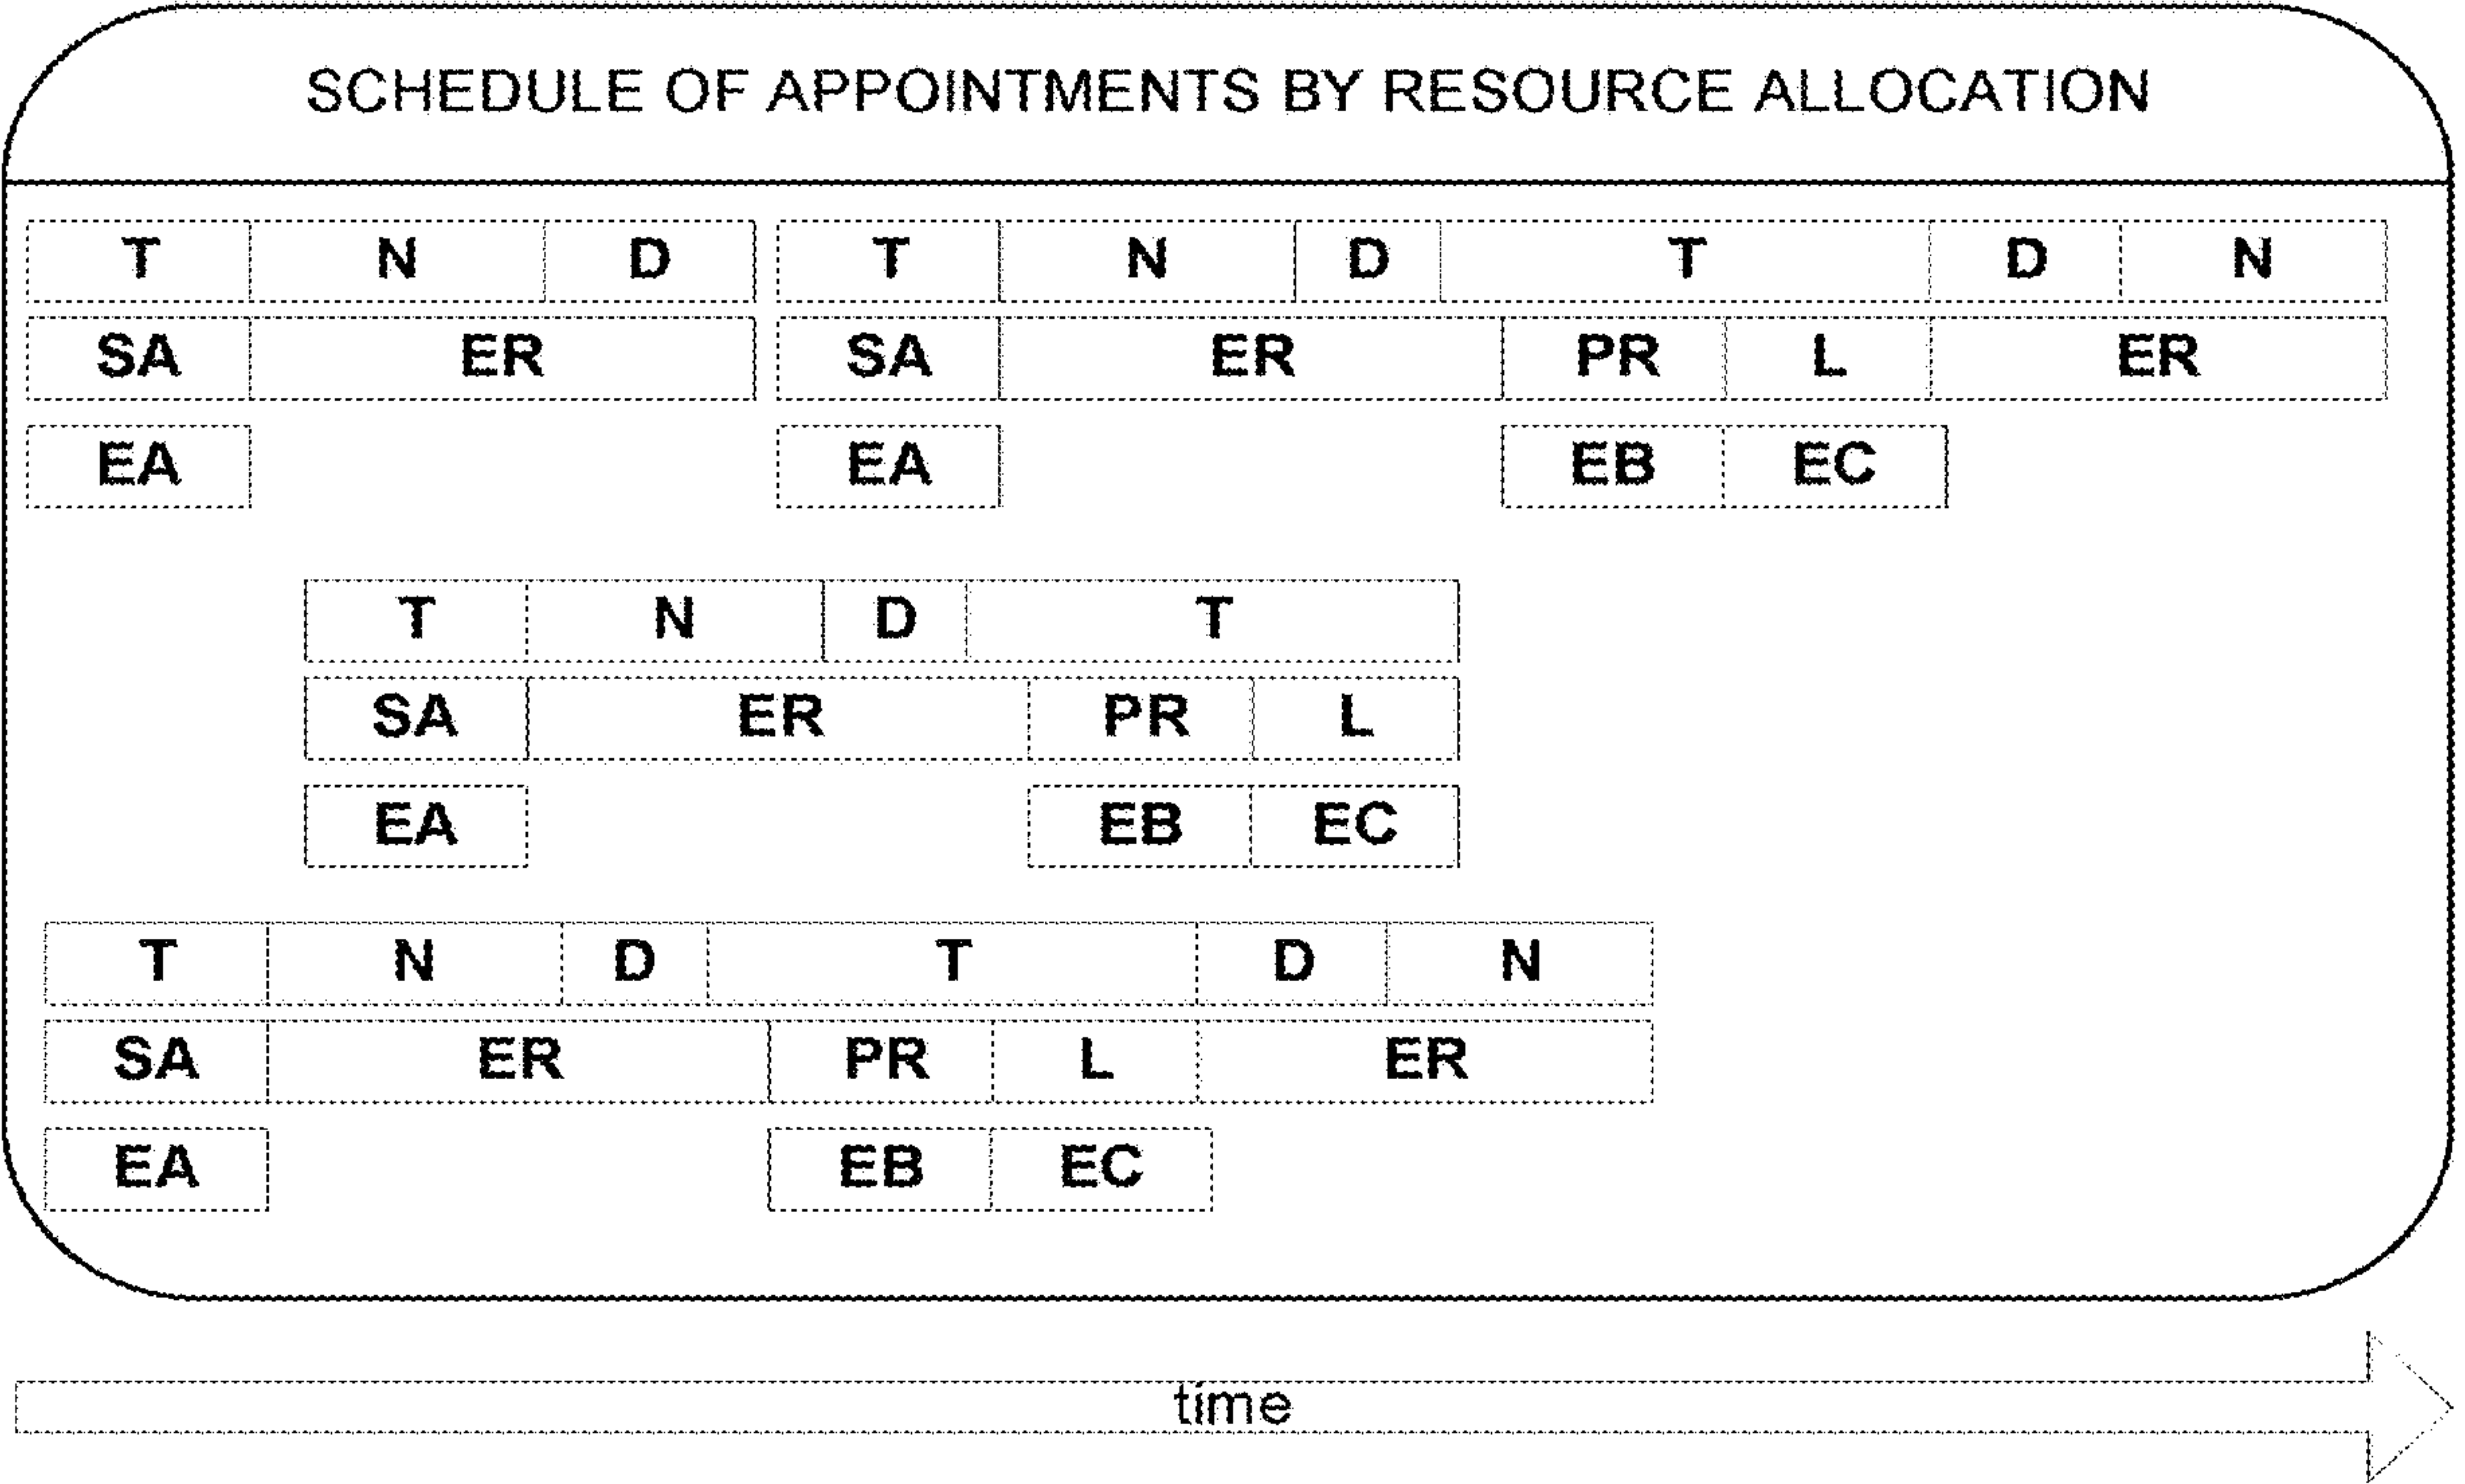 SCHEDULE OF APPOINTMENTS BY RESOURCE ALLOCATION
T N D T N D T D N
SA ER SA ER PR L ER
EA EA EB EC
T N D T
SA ER PR L
EA EB EC
T N D T D N
SA ER PR L ER
EA EB EC
time